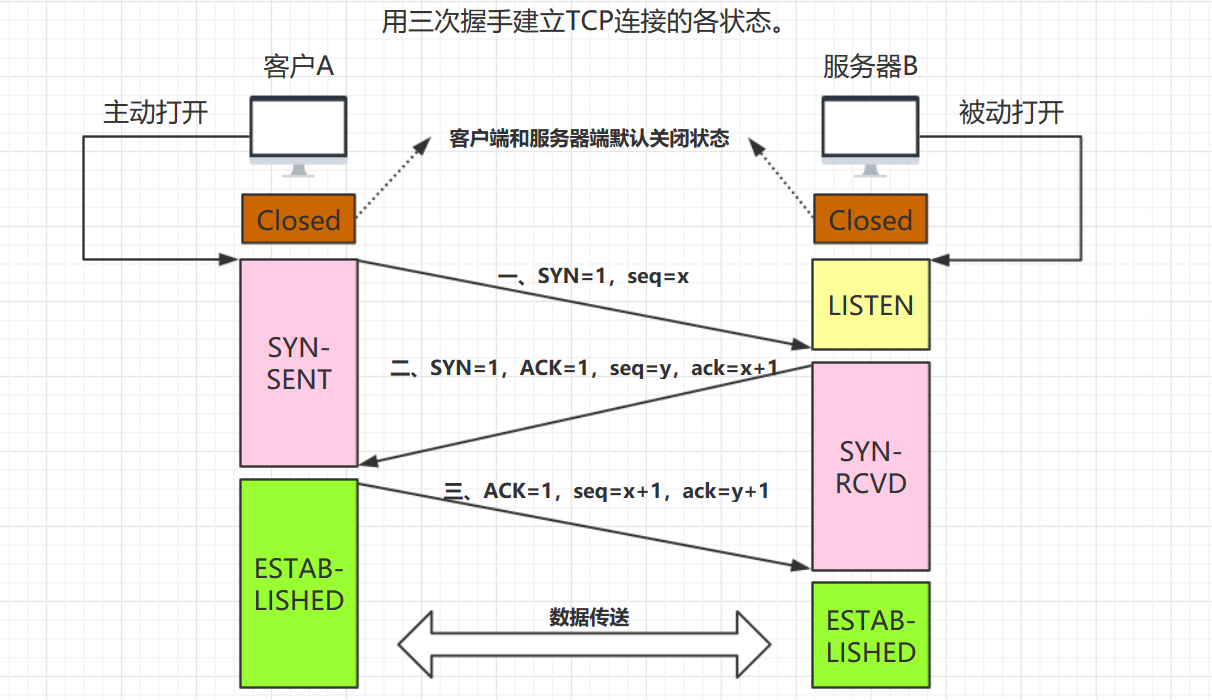 用三次握手建立TCP连接的各状态。
客户A
服务器B
主动打开
被动打开
客户端和服务器端默认关闭状态
Closed
Closed
一、SYN=1，seq=x
LISTEN
SYN-
SENT
二、SYN=1，ACK=1，seq=y，ack=x+1
SYN-
RCVD
三、ACK=1，seq=x+1，ack=y+1
ESTAB-
LISHED
数据传送
ESTAB-
LISHED